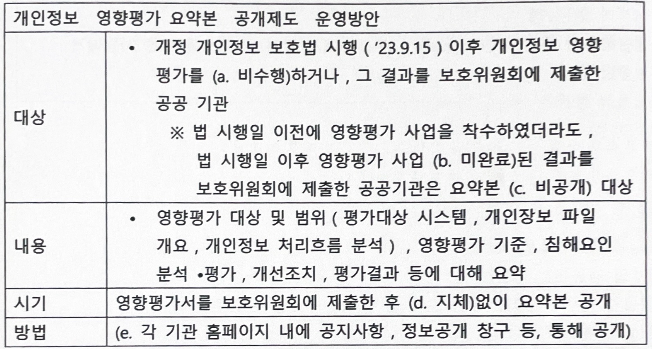 개인정보 영향평가 요약본 공개제도 운영방안
대상
• 개정 개인정보 보호법 시행 ( ’23.9.15 ) 이후 개인정보 영향
평가를 (a. 비수행)하거나 , 그 결과를 보호위원회에 제출한
공공 기관
※ 법 시행일 이전에 영향평가 사업을 착수하였더라도 ,
법 시행일 이후 영향평가 사업 (b. 미완료)된 결과를
보호위원회에 제출한 공공기관은 요약본 (c. 비공개) 대상
내용
• 영향평가 대상 및 범위 ( 평가대상 시스템 , 개인장보 파일
개요 , 개인정보 처리흐름 분석 ) , 영향평가 기준 , 침해요인
분석 •평가 , 개선조치 , 평가결과 등에 대해 요약
시기
영향평가서를 보호위원회에 제출한 후 (d. 지체)없이 요약본 공개
방법
(e. 각 기관 홈페이지 내에 공지사항 , 정보공개 창구 등, 통해 공개)